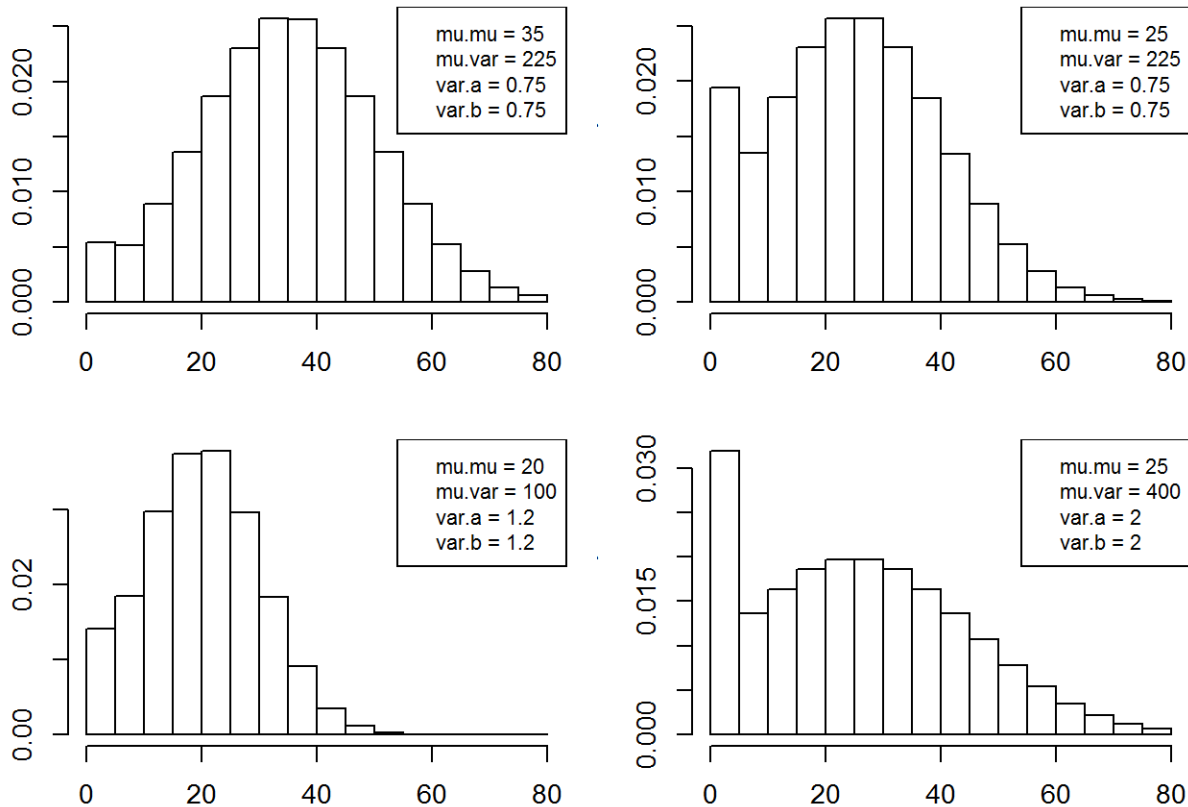 mu.mu = 35
mu.var = 225
var.a = 0.75
var.b = 0.75
0.000 0.010 0.020
0 20 40 60 80
mu.mu = 25
mu.var = 225
var.a = 0.75
var.b = 0.75
0.000 0.010 0.020
0 20 40 60 80
mu.mu = 20
mu.var = 100
var.a = 1.2
var.b = 1.2
0.00 0.02
0 20 40 60 80
mu.mu = 25
mu.var = 400
var.a = 2
var.b = 2
0.000 0.015 0.030
0 20 40 60 80